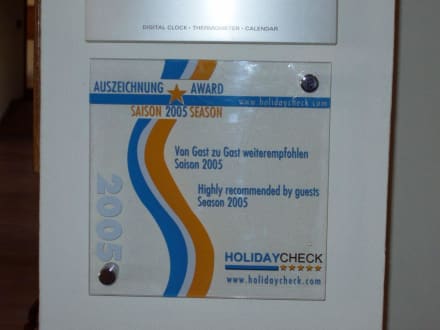 DIGITAL CLOCK • THERMOMETER • CALENDAR
AUSZEICHNUNG AWARD
www.holidaycheck.com
SAISON 2005 SEASON
Von Gast zu Gast weiterempfohlen
Saison 2005
Highly recommended by guests
Season 2005
2005
HOLIDAYCHECK
www.holidaycheck.com